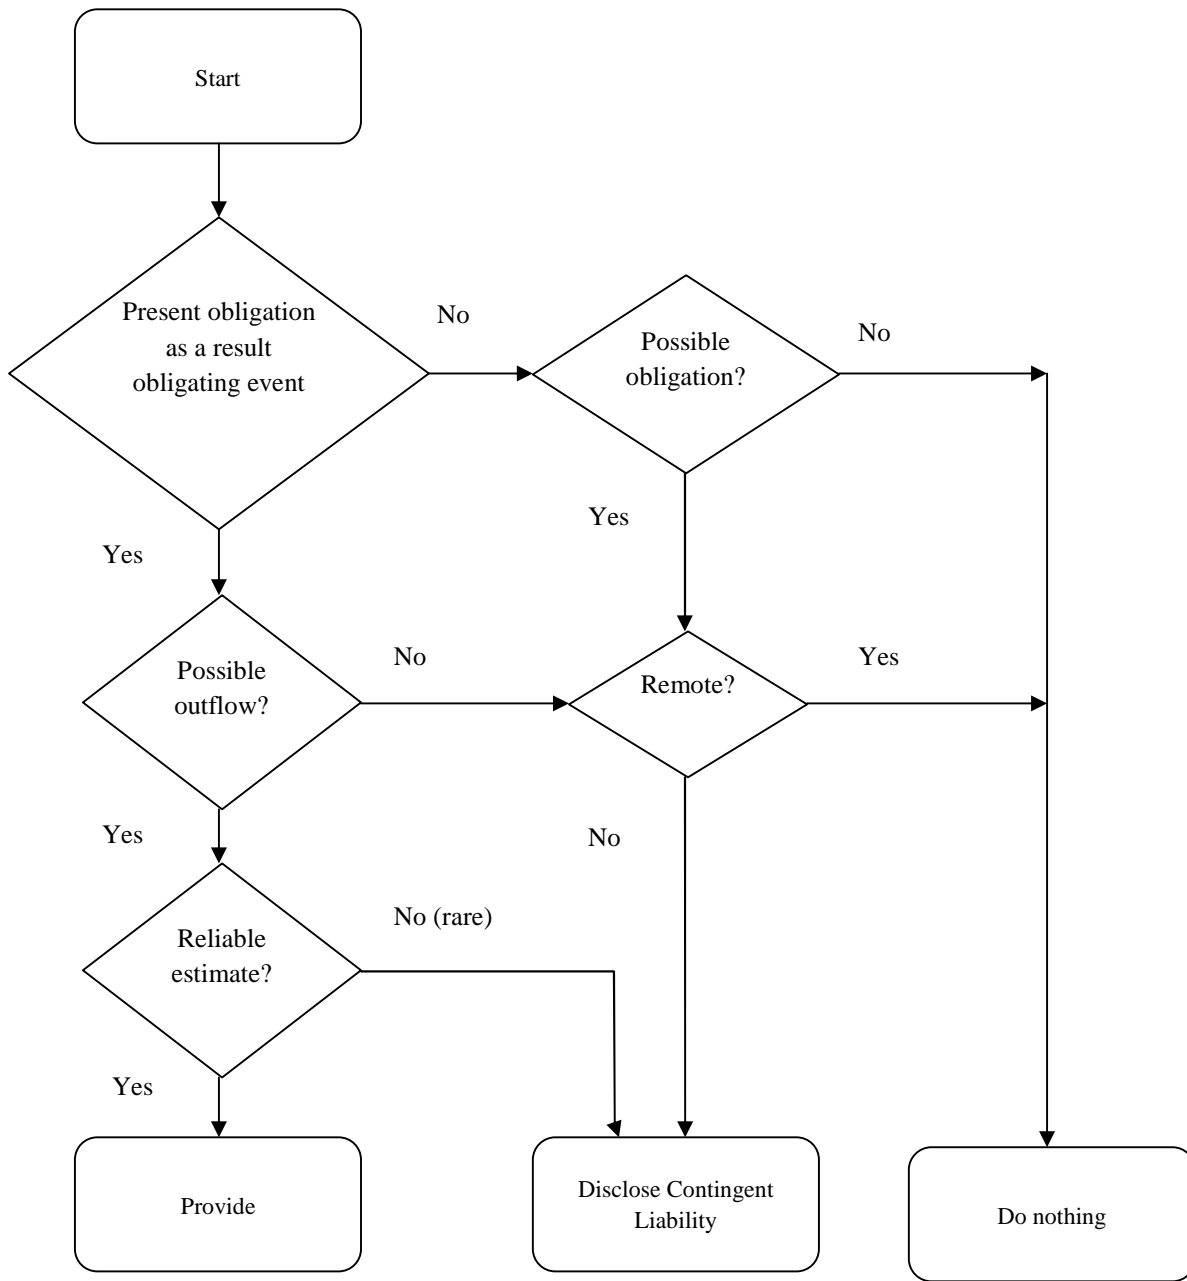 Start
Present obligation
as a result
obligating event
No
Possible
obligation?
No
Yes
Yes
Possible
outflow?
No
Remote?
Yes
Yes
No
Reliable
estimate?
No (rare)
Yes
Provide
Disclose Contingent
Liability
Do nothing